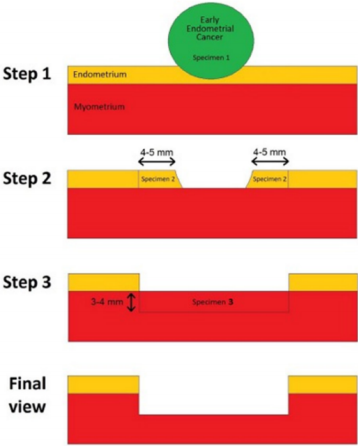 Early
Endometrial
Cancer
Specimen 1
Step 1
Endometrium
Myometrium
4-5 mm
4-5 mm
Step 2
Specimen 2
Specimen 2
Step 3
3-4 mm
Specimen 3
Final
view